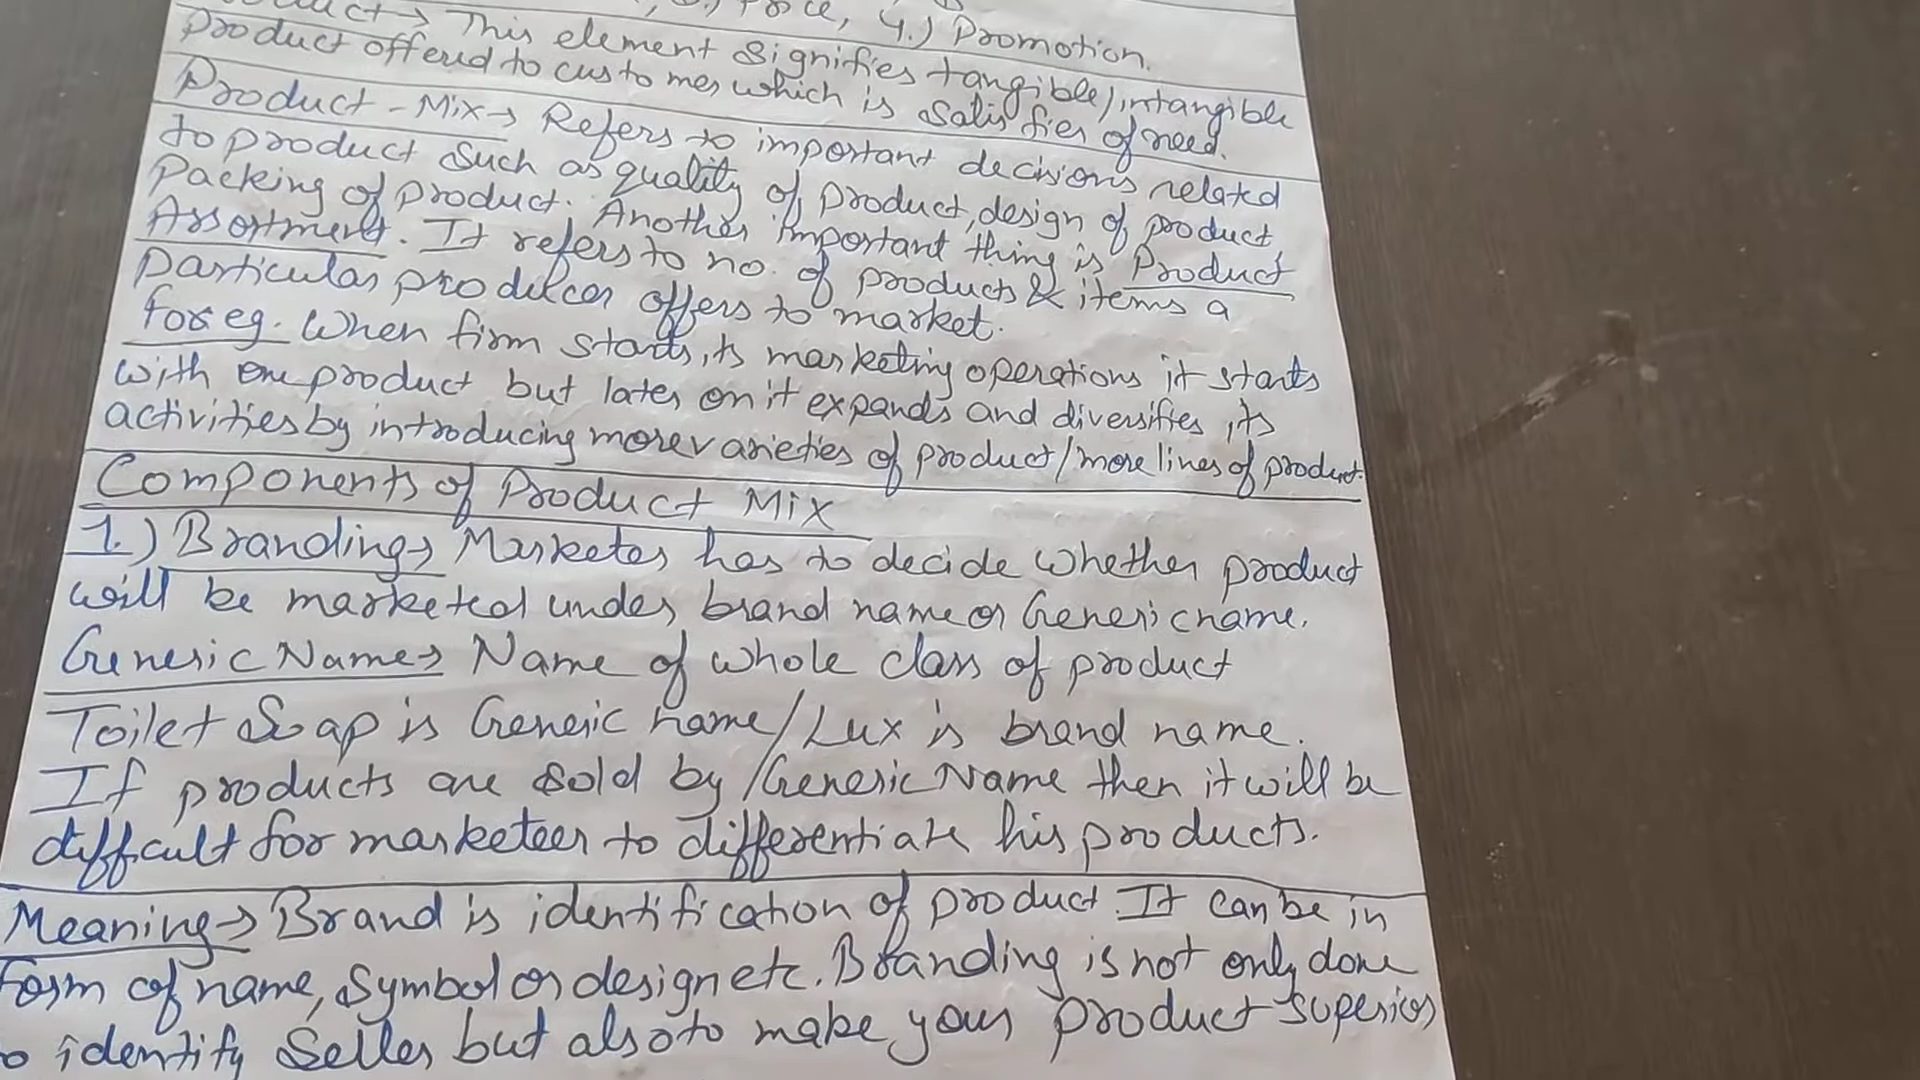 4.) Promotion.
This element signifies tangible/intangible
product offered to customer which is satisfies of need.
Product - Mix → Refers to important decisions related
to product such as quality of product, design of product,
Packing of product. Another important thing is Product
Assortment. It refers to no. of products & items a
particular producer offers to market.
For eg. When firm starts its marketing operations it starts
with one product but later on it expands and diversifies its
activities by introducing more varieties of product/more lines of product.
Components of Product Mix
1.) Branding → Marketer has to decide whether product
will be marketed under brand name or Generic name.
Generic Name → Name of whole class of product
Toilet Soap is Generic name/Lux is brand name.
If products are sold by /Generic Name then it will be
difficult for marketeer to differentiate his products.
Meaning → Brand is identification of product. It can be in
form of name, symbol or design etc. Branding is not only done
identify seller but also to make your product superior